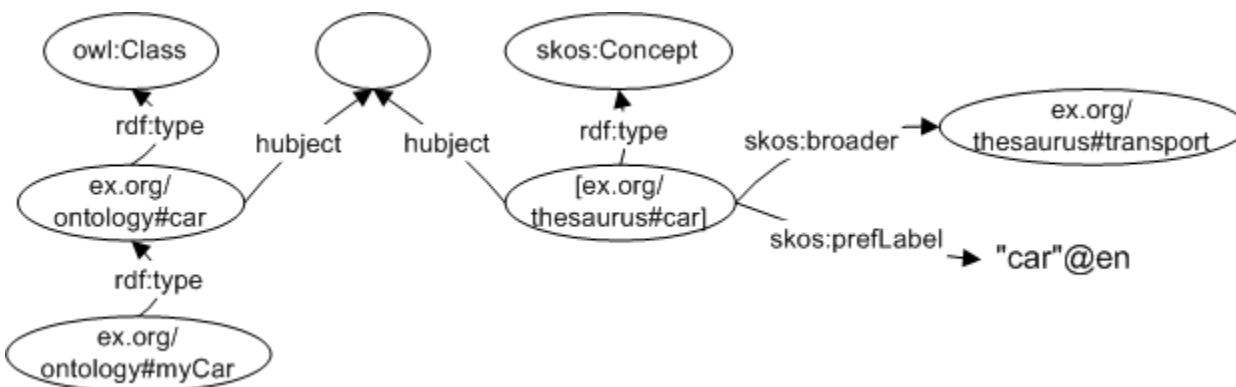 owl:Class
skos:Concept
rdf:type
hubject
hubject
rdf:type
skos:broader
ex.org/
thesaurus#transport
ex.org/
ontology#car
[ex.org/
thesaurus#car]
skos:prefLabel
"car"@en
rdf:type
ex.org/
ontology#myCar